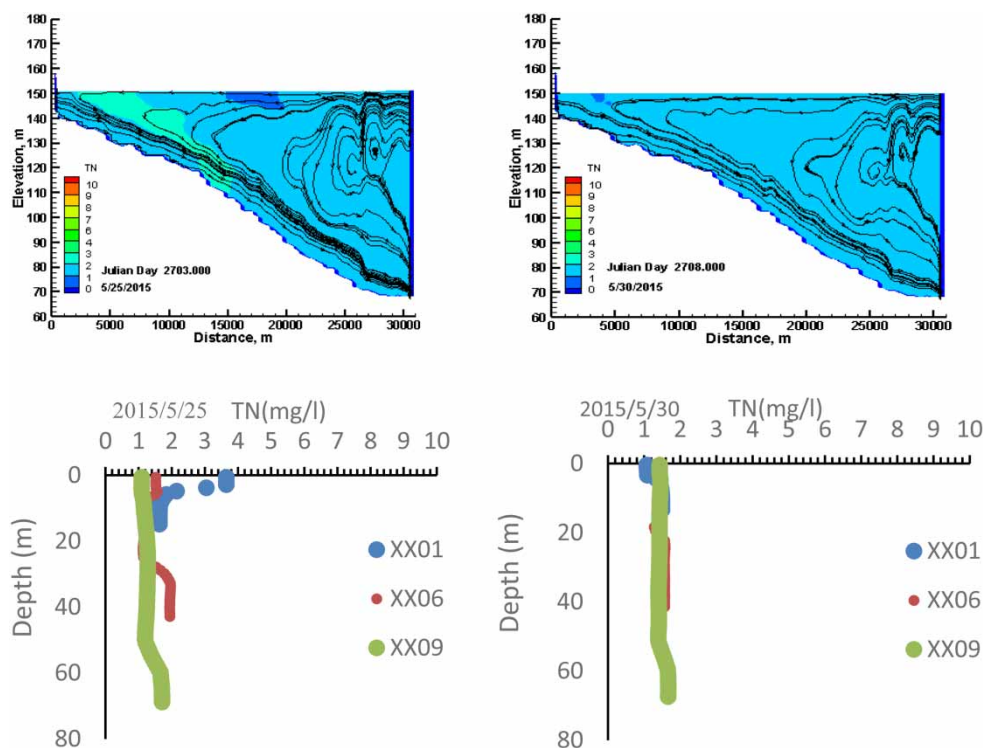 180
170
160
150
140
130
120
110
100
90
80
70
60
Elevation, m
TN
10
9
8
7
6
4
3
2
1
0
Julian Day 2703.000
5/25/2015
0 5000 10000 15000 20000 25000 30000
Distance, m
180
170
160
150
140
130
120
110
100
90
80
70
60
Elevation, m
TN
10
9
8
7
6
4
3
2
1
0
Julian Day 2708.000
5/30/2015
0 5000 10000 15000 20000 25000 30000
Distance, m
2015/5/25 TN(mg/l)
0 1 2 3 4 5 6 7 8 9 10
0
20
40
60
80
Depth (m)
XX01
XX06
XX09
2015/5/30 TN(mg/l)
0 1 2 3 4 5 6 7 8 9 10
0
20
40
60
80
Depth (m)
XX01
XX06
XX09